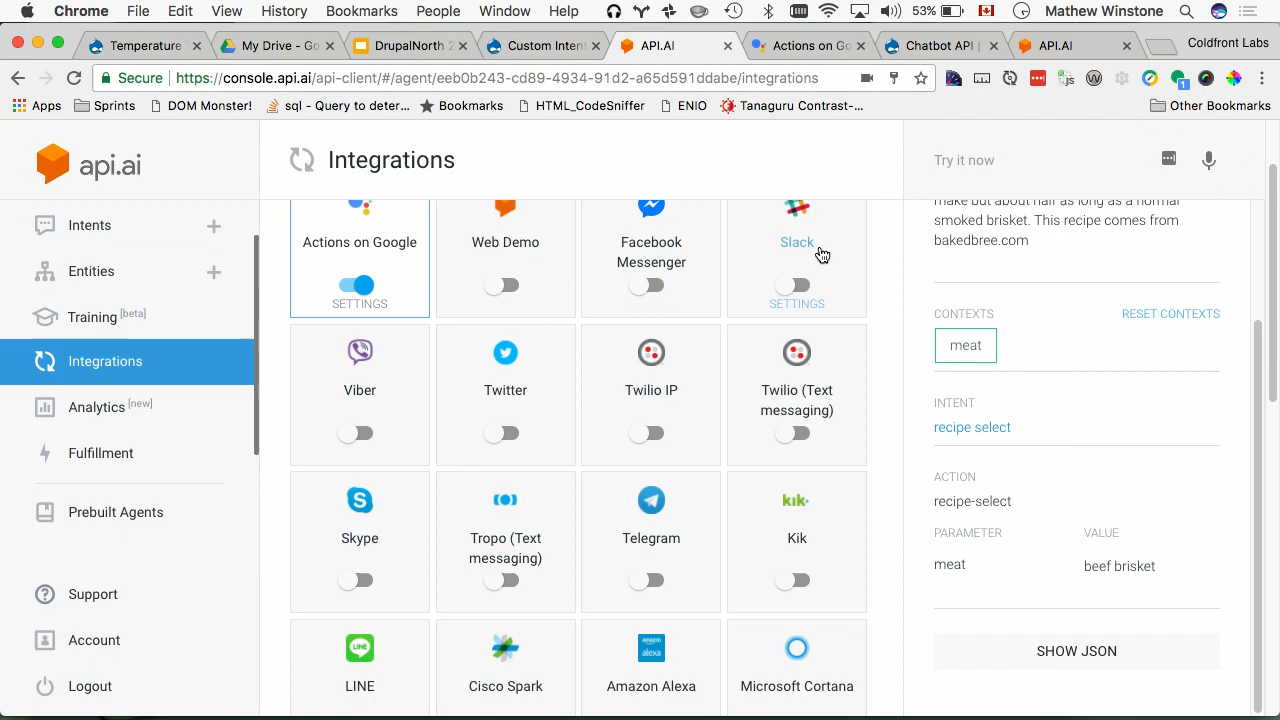 Chrome File Edit View History Bookmarks People Window Help 53% Mathew Winstone
Temperature My Drive - Go DrupalNorth 2 Custom Inten API.AI Actions on Go Chatbot API | API.AI Coldfront Labs
Secure | https://console.api.ai/api-client/#/agent/eeb0b243-cd89-4934-91d2-a65d591ddabe/integrations
Apps Sprints DOM Monster! sql - Query to deter... Bookmarks HTML_CodeSniffer ENIO Tanaguru Contrast-... Other Bookmarks
api.ai
Intents
Entities
Training [beta]
Integrations
Analytics [new]
Fulfillment
Prebuilt Agents
Support
Account
Logout
Integrations
Actions on Google
SETTINGS
Web Demo
Facebook
Messenger
Slack
SETTINGS
Viber
Twitter
Twilio IP
Twilio (Text
messaging)
Skype
Tropo (Text
messaging)
Telegram
kik.
Kik
LINE
LINE
Cisco Spark
amazon
alexa
Amazon Alexa
Microsoft Cortana
Try it now
make but about half as long as a normal
smoked brisket. This recipe comes from
bakedbree.com
CONTEXTS RESET CONTEXTS
meat
INTENT
recipe select
ACTION
recipe-select
PARAMETER VALUE
meat beef brisket
SHOW JSON